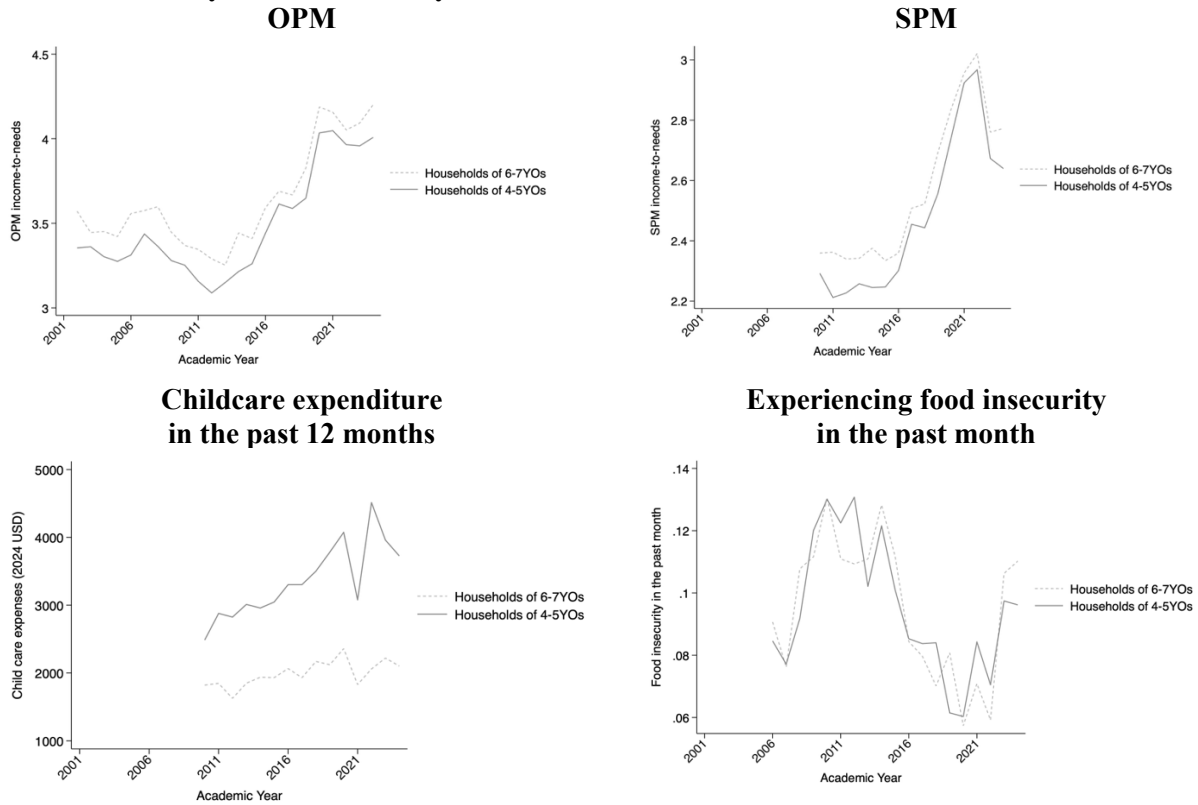 OPM
4.5
4
3.5
3
OPM income-to-needs
2001
2006
2011
2016
2021
Academic Year
Households of 6-7YOs
Households of 4-5YOs
SPM
3
2.8
2.6
2.4
2.2
SPM income-to-needs
2001
2006
2011
2016
2021
Academic Year
Households of 6-7YOs
Households of 4-5YOs
Childcare expenditure
in the past 12 months
5000
4000
3000
2000
1000
Child care expenses (2024 USD)
2001
2006
2011
2016
2021
Academic Year
Households of 6-7YOs
Households of 4-5YOs
Experiencing food insecurity
in the past month
.14
.12
.1
.08
.06
Food insecurity in the past month
2001
2006
2011
2016
2021
Academic Year
Households of 6-7YOs
Households of 4-5YOs